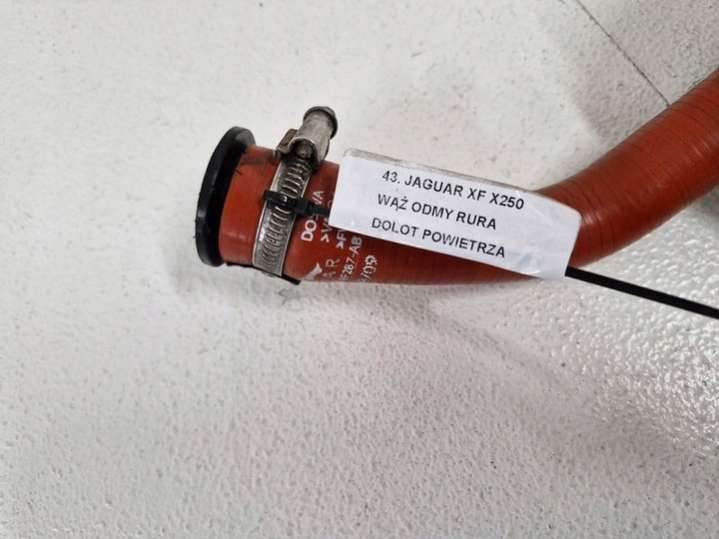 43. JAGUAR XF X250
WĄŻ ODMY RURA
DOLOT POWIETRZA